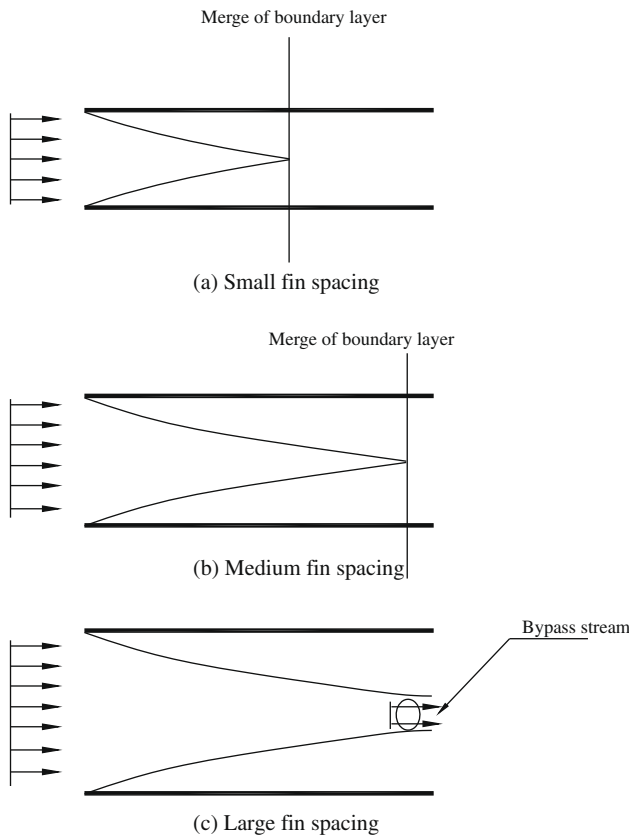 Merge of boundary layer
(a) Small fin spacing
Merge of boundary layer
(b) Medium fin spacing
Bypass stream
(c) Large fin spacing